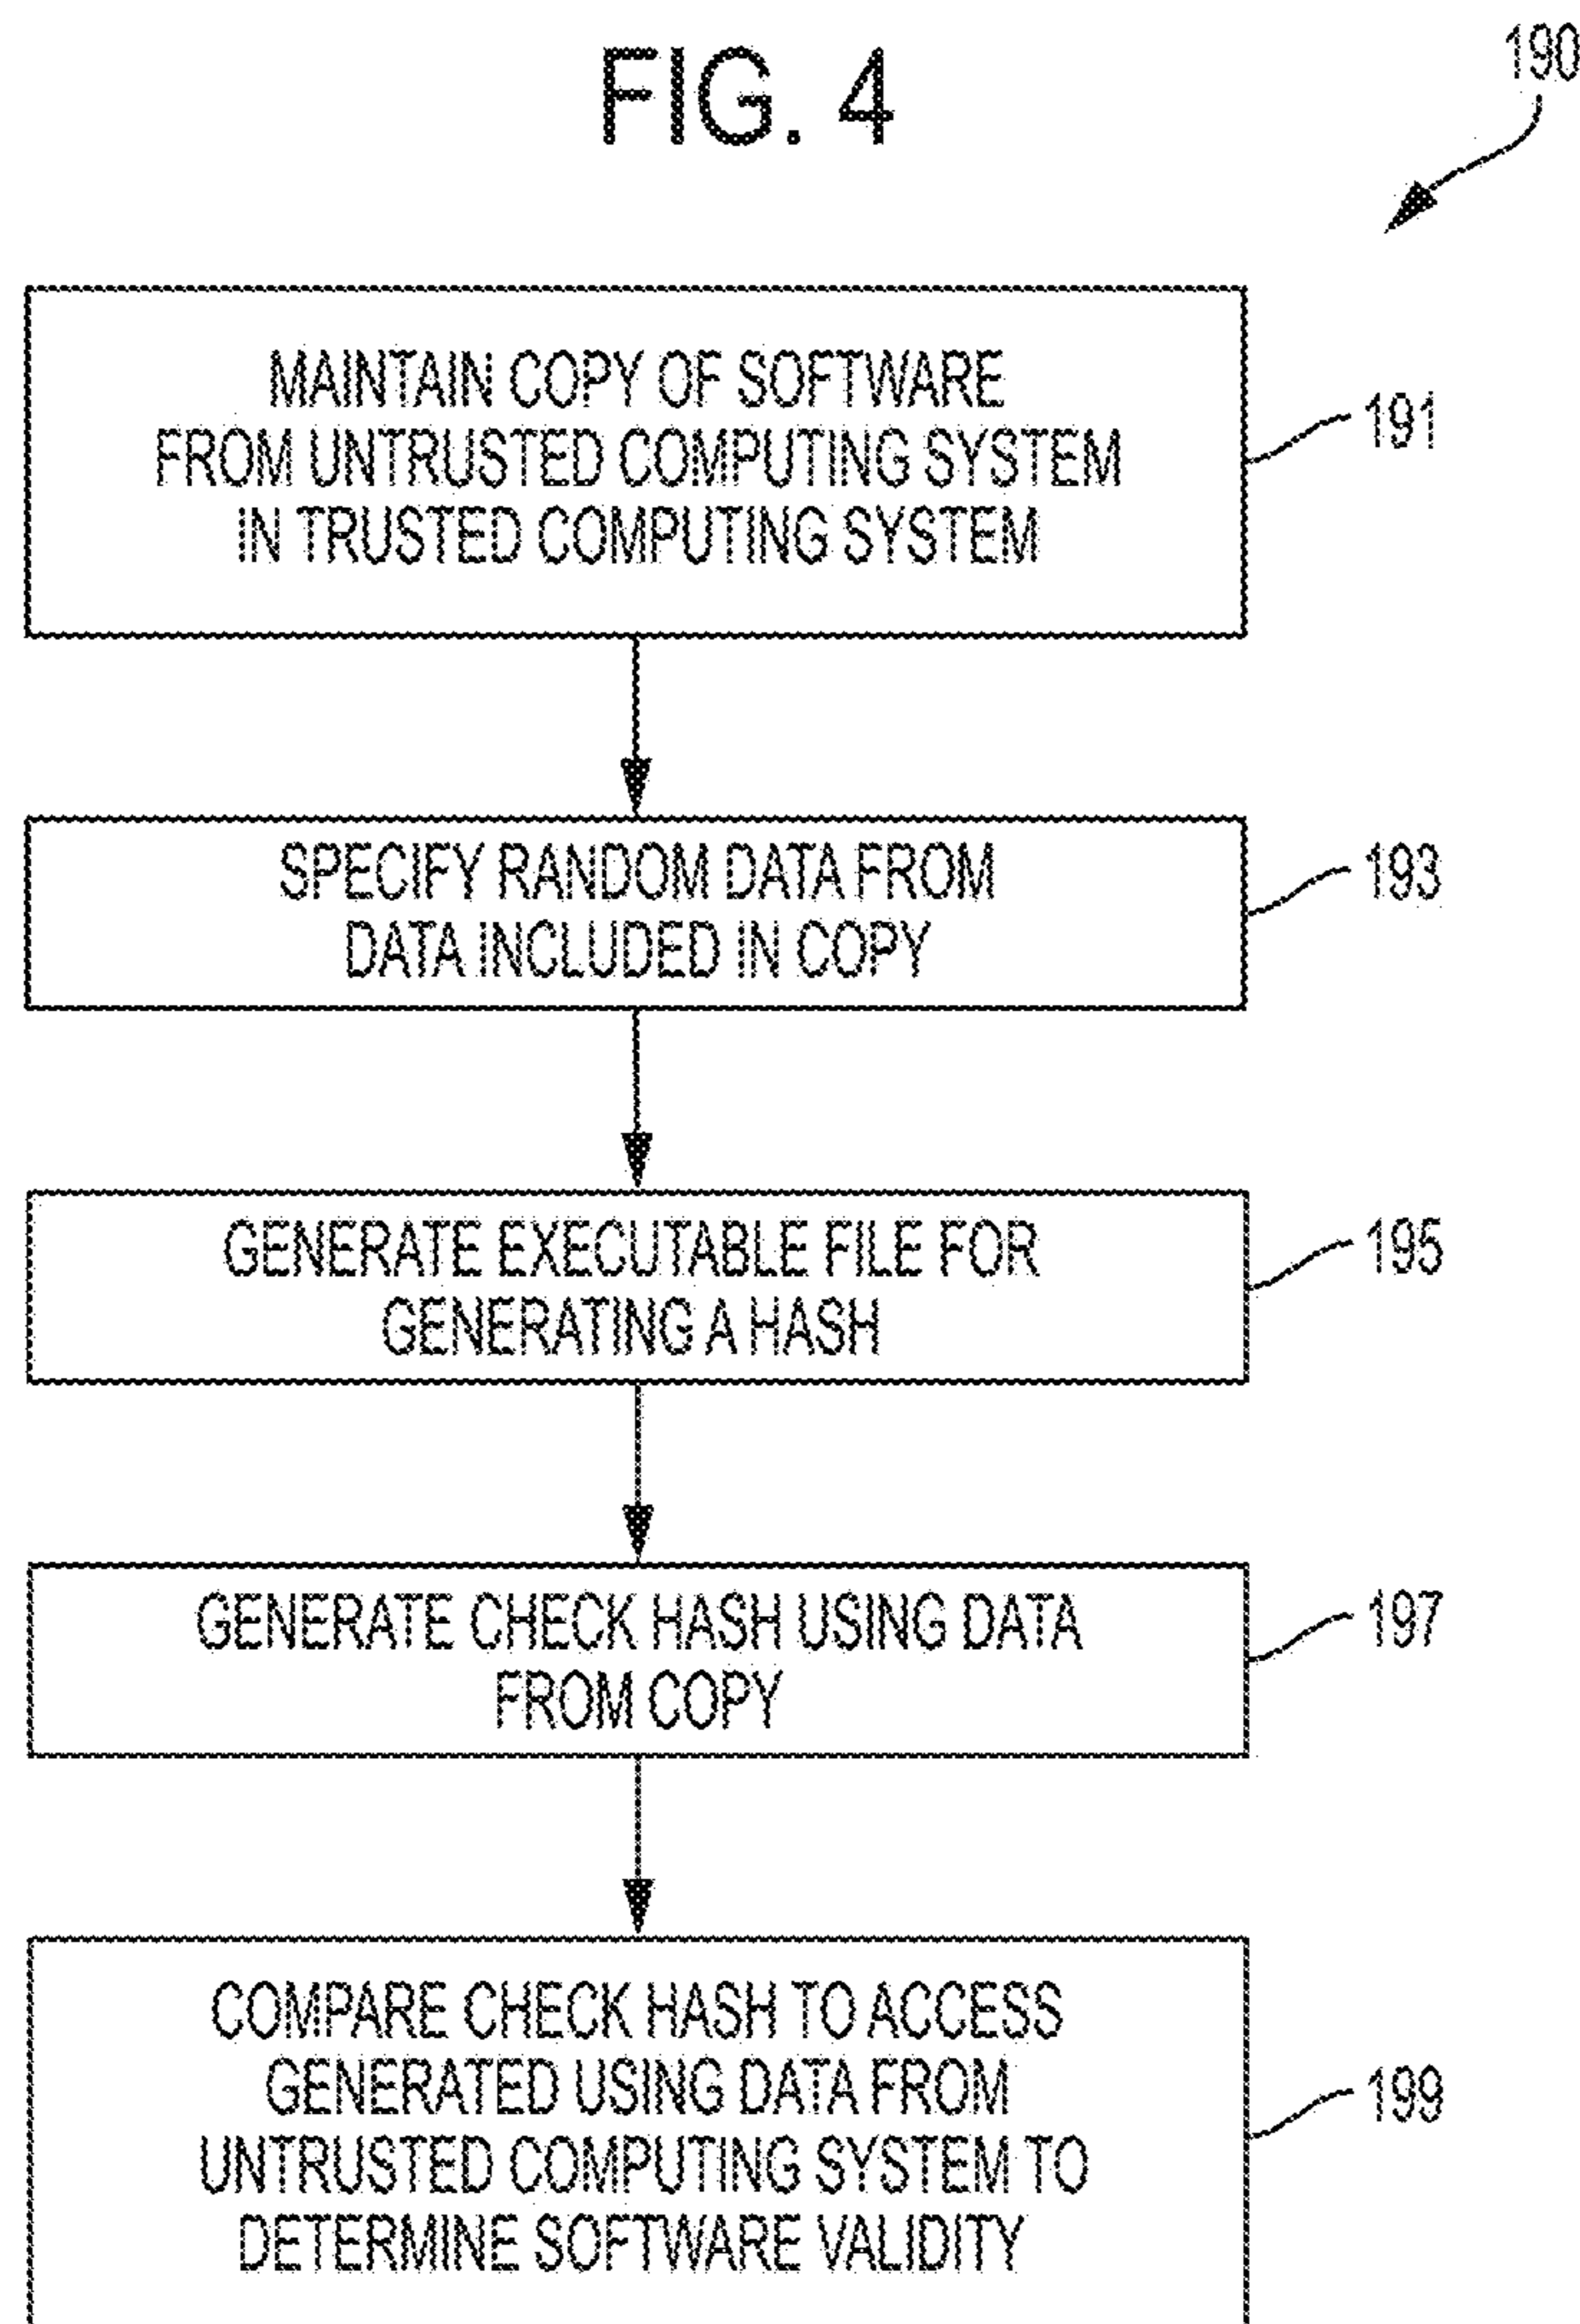 FIG. 4
190
MAINTAIN COPY OF SOFTWARE
FROM UNTRUSTED COMPUTING SYSTEM
IN TRUSTED COMPUTING SYSTEM
191
SPECIFY RANDOM DATA FROM
DATA INCLUDED IN COPY
193
GENERATE EXECUTABLE FILE FOR
GENERATING A HASH
195
GENERATE CHECK HASH USING DATA
FROM COPY
197
COMPARE CHECK HASH TO ACCESS
GENERATED USING DATA FROM
UNTRUSTED COMPUTING SYSTEM TO
DETERMINE SOFTWARE VALIDITY
199